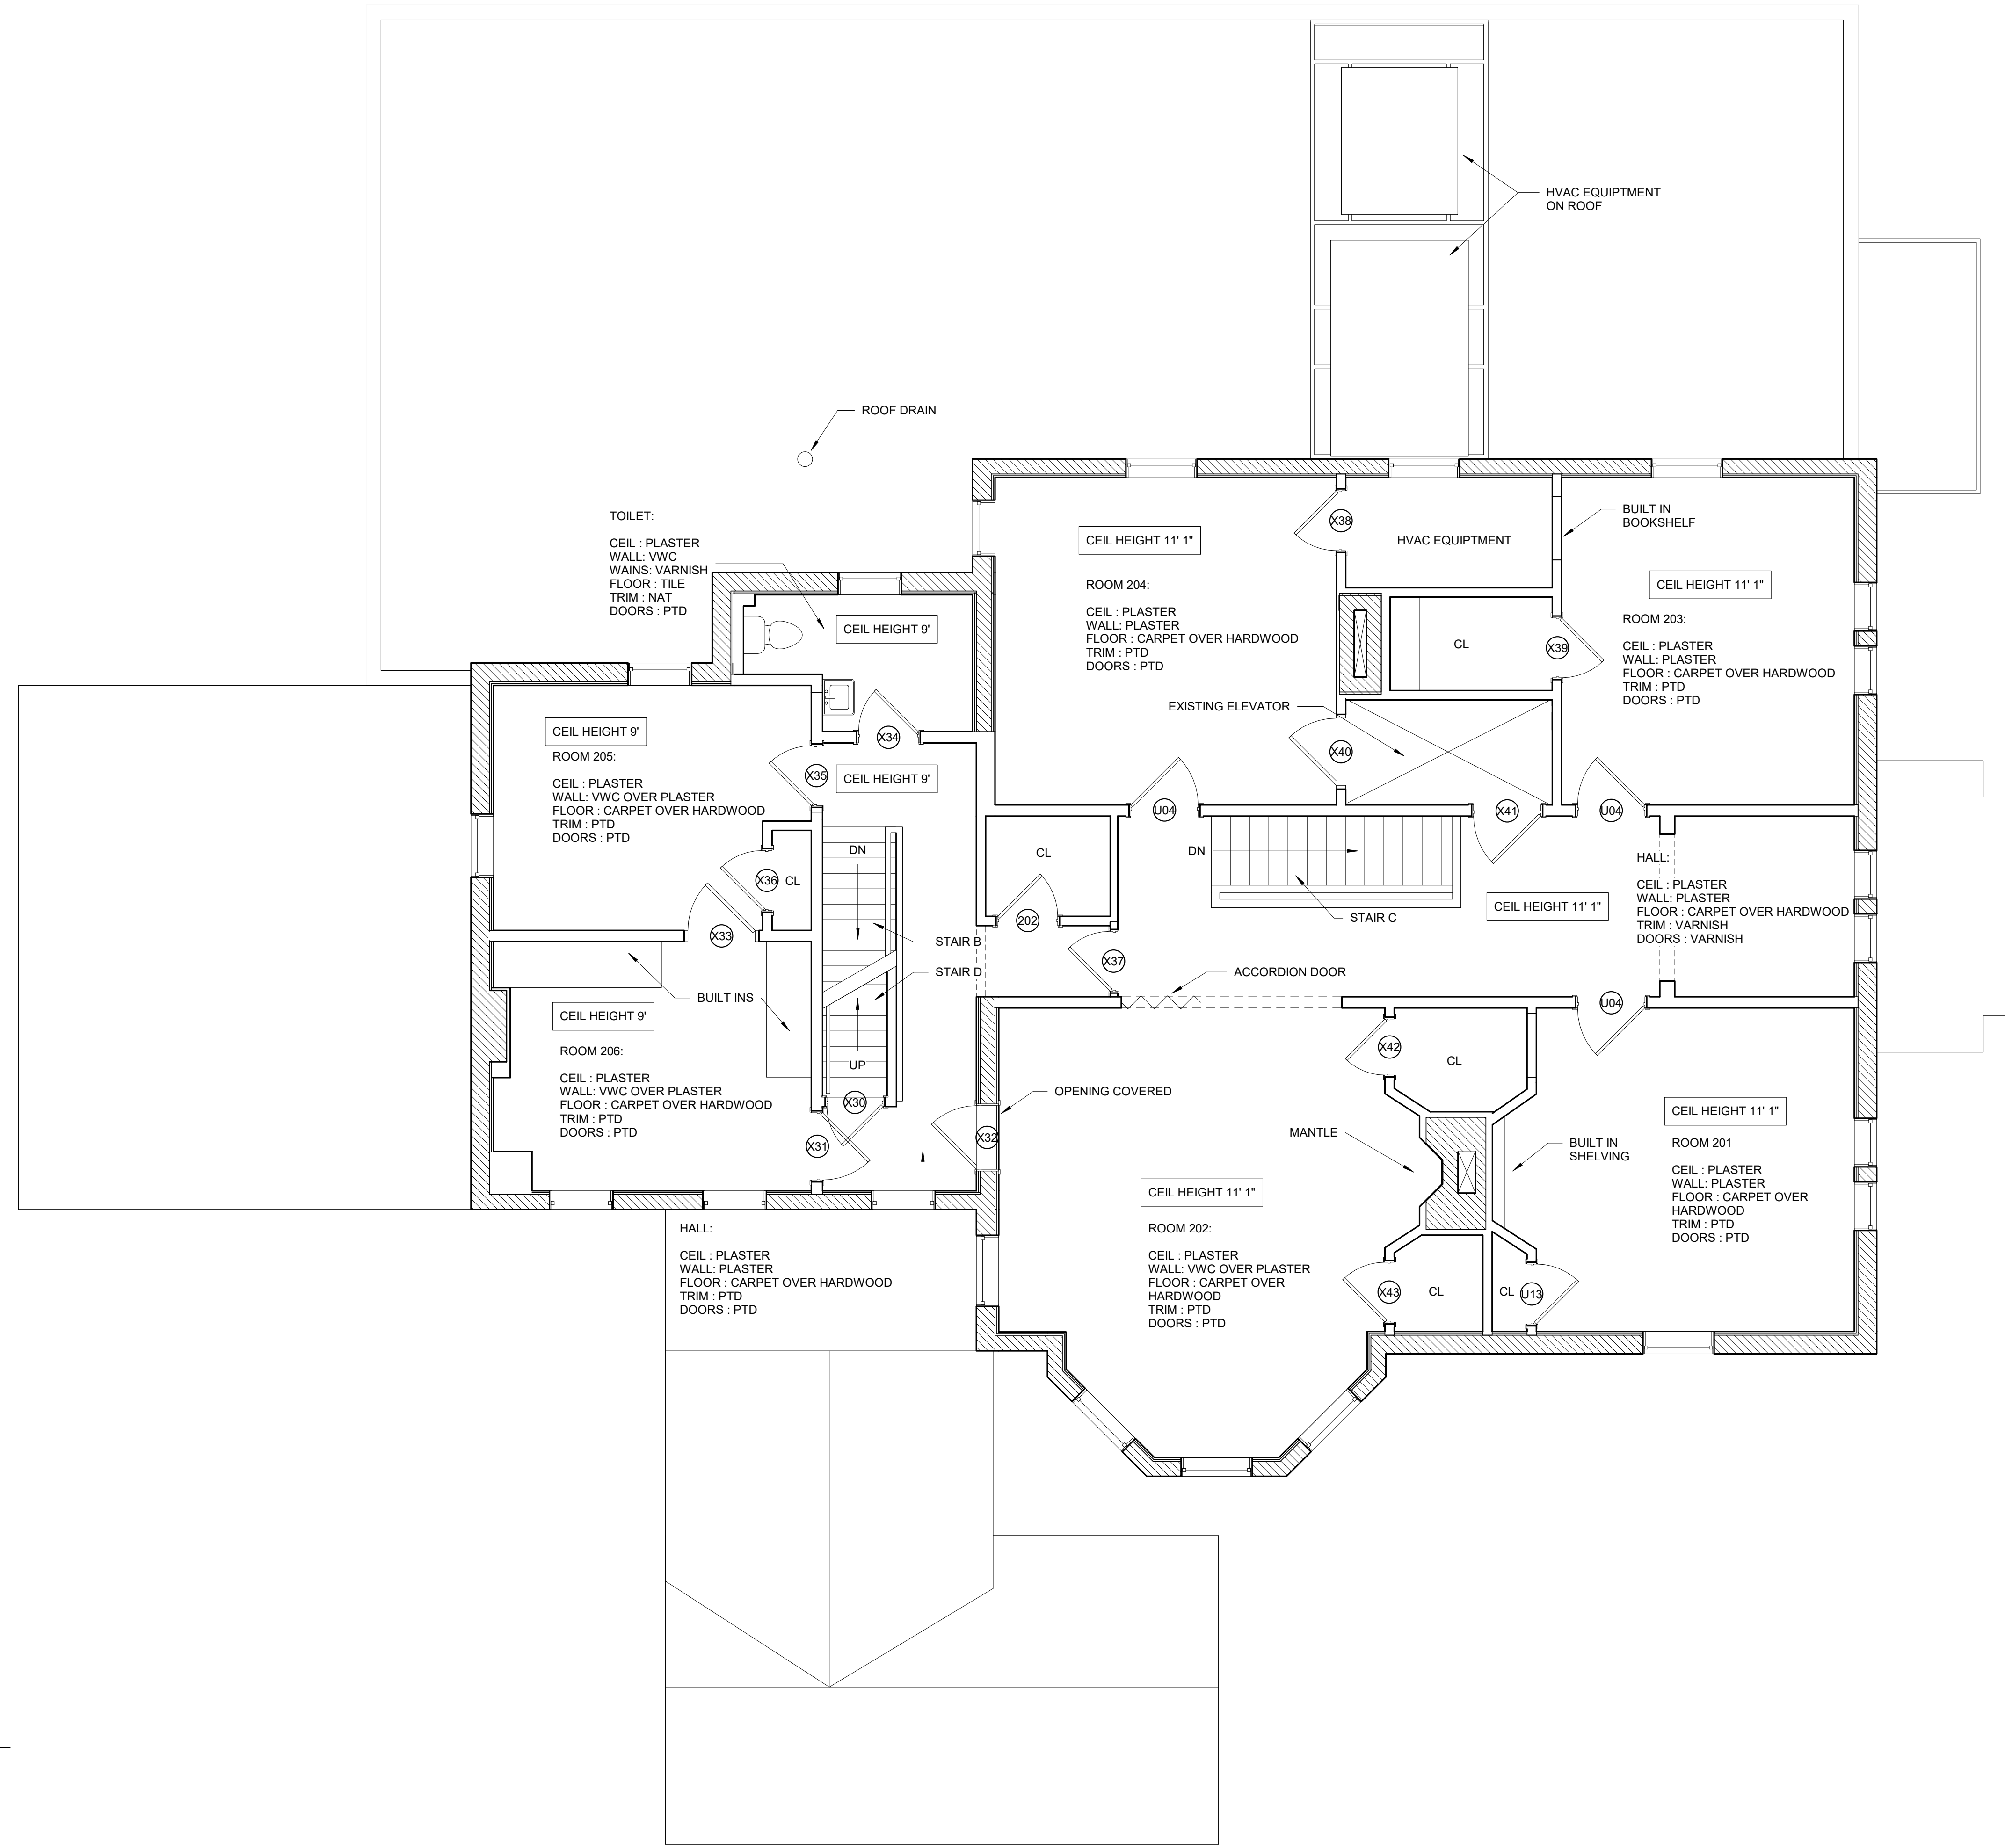 HVAC EQUIPTMENT
ON ROOF
ROOF DRAIN
TOILET:
CEIL : PLASTER
WALL: VWC
WAINS: VARNISH
FLOOR : TILE
TRIM : NAT
DOORS : PTD
CEIL HEIGHT 9'
X34
CEIL HEIGHT 9'
CEIL HEIGHT 11' 1"
ROOM 204:
CEIL : PLASTER
WALL: PLASTER
FLOOR : CARPET OVER HARDWOOD
TRIM : PTD
DOORS : PTD
X38
HVAC EQUIPTMENT
BUILT IN
BOOKSHELF
CEIL HEIGHT 11' 1"
ROOM 203:
CEIL : PLASTER
WALL: PLASTER
FLOOR : CARPET OVER HARDWOOD
TRIM : PTD
DOORS : PTD
CL
X39
EXISTING ELEVATOR
X40
U04
X41
U04
CEIL HEIGHT 9'
ROOM 205:
CEIL : PLASTER
WALL: VWC OVER PLASTER
FLOOR : CARPET OVER HARDWOOD
TRIM : PTD
DOORS : PTD
X35
X36
CL
X33
DN
STAIR B
STAIR D
UP
X30
CL
202
X37
DN
STAIR C
CEIL HEIGHT 11' 1"
HALL:
CEIL : PLASTER
WALL: PLASTER
FLOOR : CARPET OVER HARDWOOD
TRIM : VARNISH
DOORS : VARNISH
ACCORDION DOOR
U04
BUILT INS
CEIL HEIGHT 9'
ROOM 206:
CEIL : PLASTER
WALL: VWC OVER PLASTER
FLOOR : CARPET OVER HARDWOOD
TRIM : PTD
DOORS : PTD
X31
X32
OPENING COVERED
X42
CL
MANTLE
BUILT IN
SHELVING
CEIL HEIGHT 11' 1"
ROOM 201
CEIL : PLASTER
WALL: PLASTER
FLOOR : CARPET OVER
HARDWOOD
TRIM : PTD
DOORS : PTD
CEIL HEIGHT 11' 1"
ROOM 202:
CEIL : PLASTER
WALL: VWC OVER PLASTER
FLOOR : CARPET OVER
HARDWOOD
TRIM : PTD
DOORS : PTD
X43
CL
CL
U13
HALL:
CEIL : PLASTER
WALL: PLASTER
FLOOR : CARPET OVER HARDWOOD
TRIM : PTD
DOORS : PTD